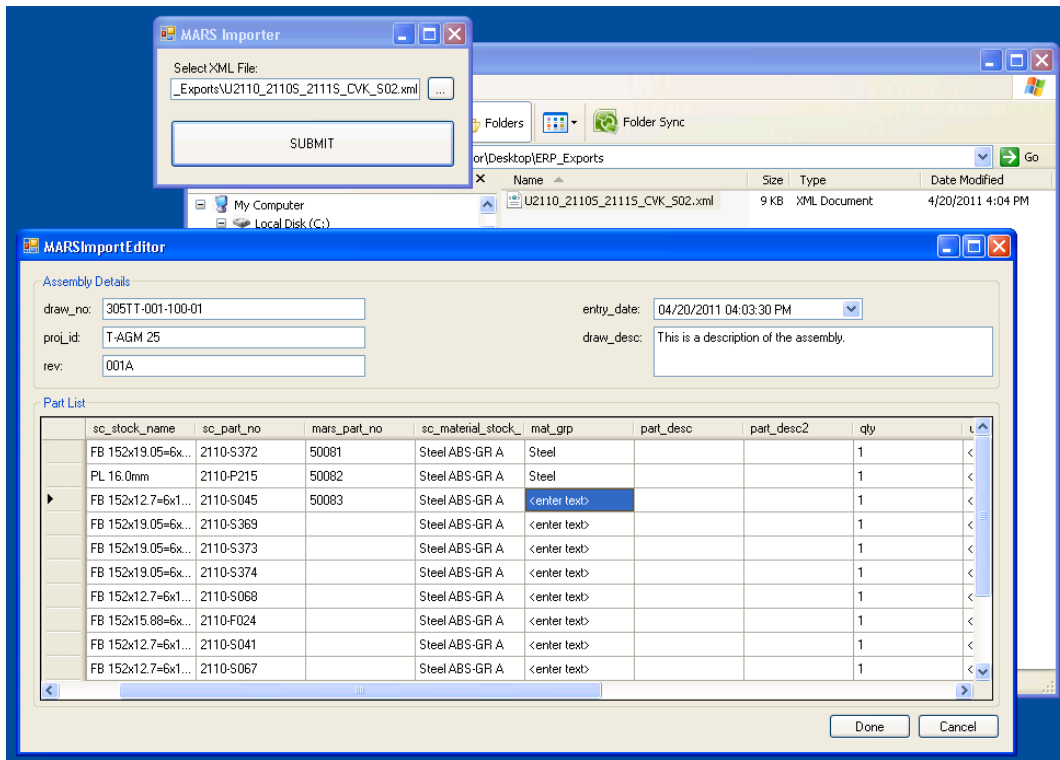 MARS Importer
Select XML File:
_Exports\U2110_2110S_2111S_CVK_S02.xml ...
SUBMIT
Folders Folder Sync
or\Desktop\ERP_Exports Go
Name Size Type Date Modified
My Computer U2110_2110S_2111S_CVK_S02.xml 9 KB XML Document 4/20/2011 4:04 PM
Local Disk (C:)
MARSImportEditor
Assembly Details
draw_no: 305TT-001-100-01 entry_date: 04/20/2011 04:03:30 PM
proj_id: T-AGM 25 draw_desc: This is a description of the assembly.
rev: 001A
Part List
sc_stock_name sc_part_no mars_part_no sc_material_stock_ mat_grp part_desc part_desc2 qty
FB 152x19.05=6x... 2110-S372 50081 Steel ABS-GR A Steel 1 <
PL 16.0mm 2110-P215 50082 Steel ABS-GR A Steel 1 <
FB 152x12.7=6x1... 2110-S045 50083 Steel ABS-GR A <enter text> 1 <
FB 152x19.05=6x... 2110-S369 Steel ABS-GR A <enter text> 1 <
FB 152x19.05=6x... 2110-S373 Steel ABS-GR A <enter text> 1 <
FB 152x19.05=6x... 2110-S374 Steel ABS-GR A <enter text> 1 <
FB 152x12.7=6x1... 2110-S068 Steel ABS-GR A <enter text> 1 <
FB 152x15.88=6x... 2110-F024 Steel ABS-GR A <enter text> 1 <
FB 152x12.7=6x1... 2110-S041 Steel ABS-GR A <enter text> 1 <
FB 152x12.7=6x1... 2110-S067 Steel ABS-GR A <enter text> 1 <
Done Cancel